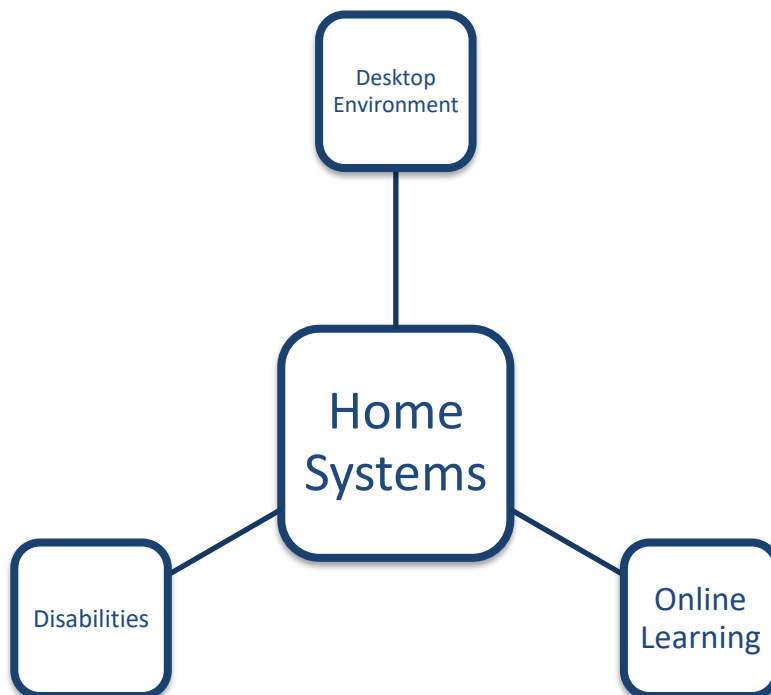 Desktop
Environment
Home
Systems
Disabilities
Online
Learning